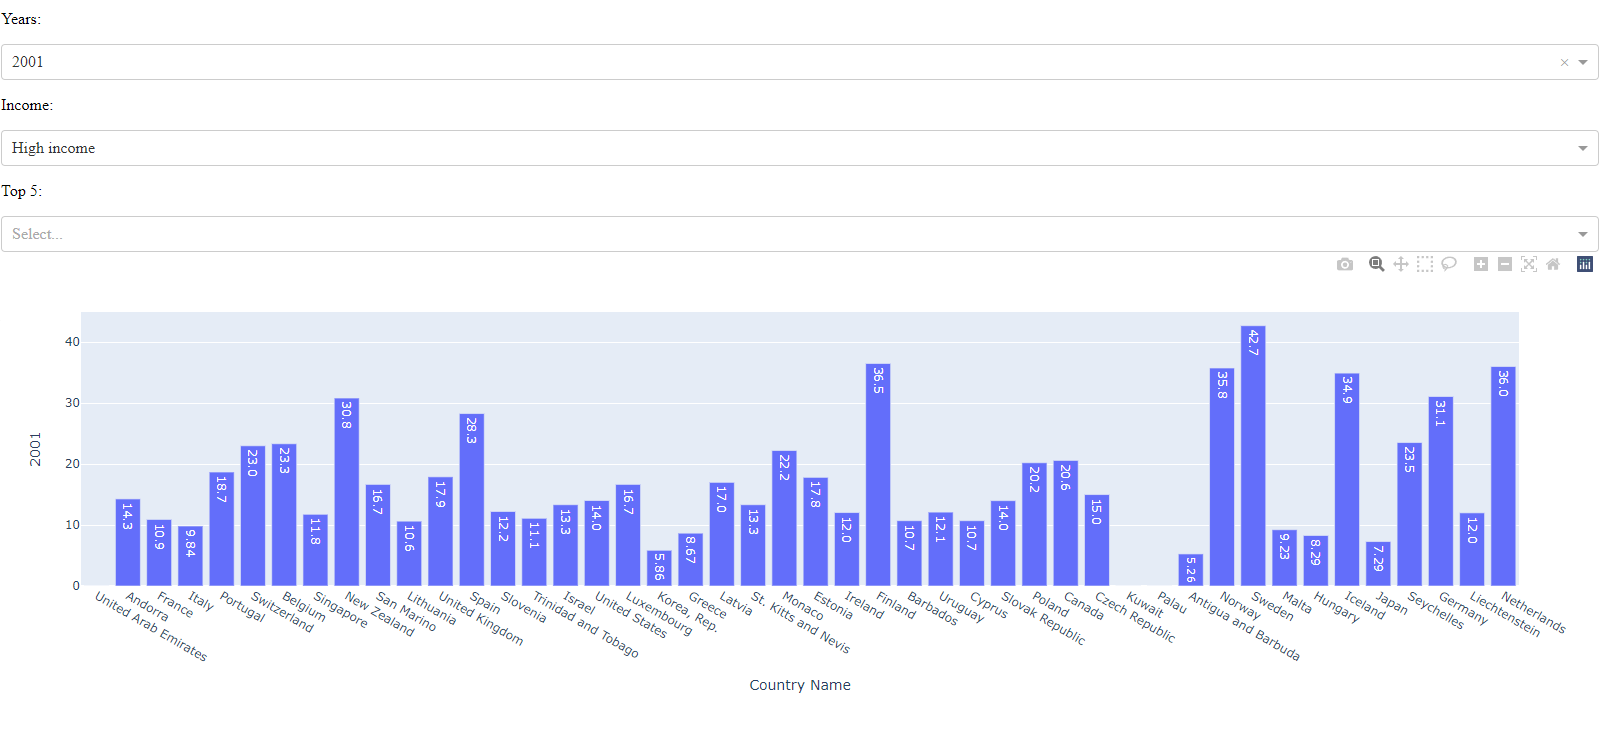 Years:
2001
Income:
High income
Top 5:
Select...
40
30
20
10
0
2001
14.3
10.9
9.84
18.7
23.0
23.3
11.8
30.8
16.7
10.6
17.9
28.3
12.2
11.1
13.3
14.0
16.7
5.86
8.67
17.0
13.3
22.2
17.8
12.0
36.5
10.7
12.1
10.7
14.0
20.2
20.6
15.0
5.26
35.8
42.7
9.23
8.29
34.9
7.29
23.5
31.1
12.0
36.0
United Arab Emirates
Andorra
France
Italy
Portugal
Switzerland
Belgium
Singapore
New Zealand
San Marino
Lithuania
United Kingdom
Spain
Slovenia
Trinidad and Tobago
Israel
United States
Luxembourg
Korea, Rep.
Greece
Latvia
St. Kitts and Nevis
Monaco
Estonia
Ireland
Finland
Barbados
Uruguay
Cyprus
Slovak Republic
Poland
Canada
Czech Republic
Kuwait
Palau
Antigua and Barbuda
Norway
Sweden
Malta
Hungary
Iceland
Japan
Seychelles
Germany
Liechtenstein
Netherlands
Country Name